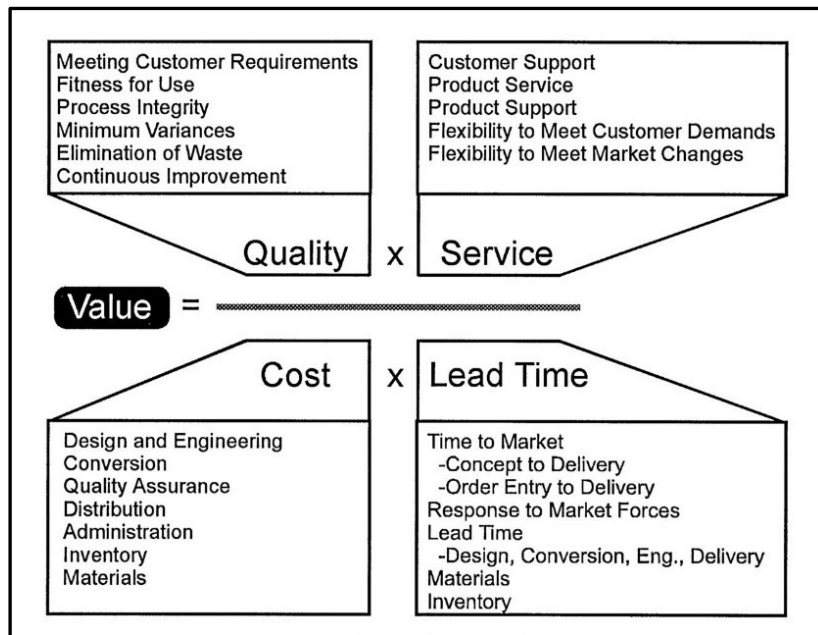 Meeting Customer Requirements
Fitness for Use
Process Integrity
Minimum Variances
Elimination of Waste
Continuous Improvement
Customer Support
Product Service
Product Support
Flexibility to Meet Customer Demands
Flexibility to Meet Market Changes
Quality x Service
Value =
Cost x Lead Time
Design and Engineering
Conversion
Quality Assurance
Distribution
Administration
Inventory
Materials
Time to Market
-Concept to Delivery
-Order Entry to Delivery
Response to Market Forces
Lead Time
-Design, Conversion, Eng., Delivery
Materials
Inventory